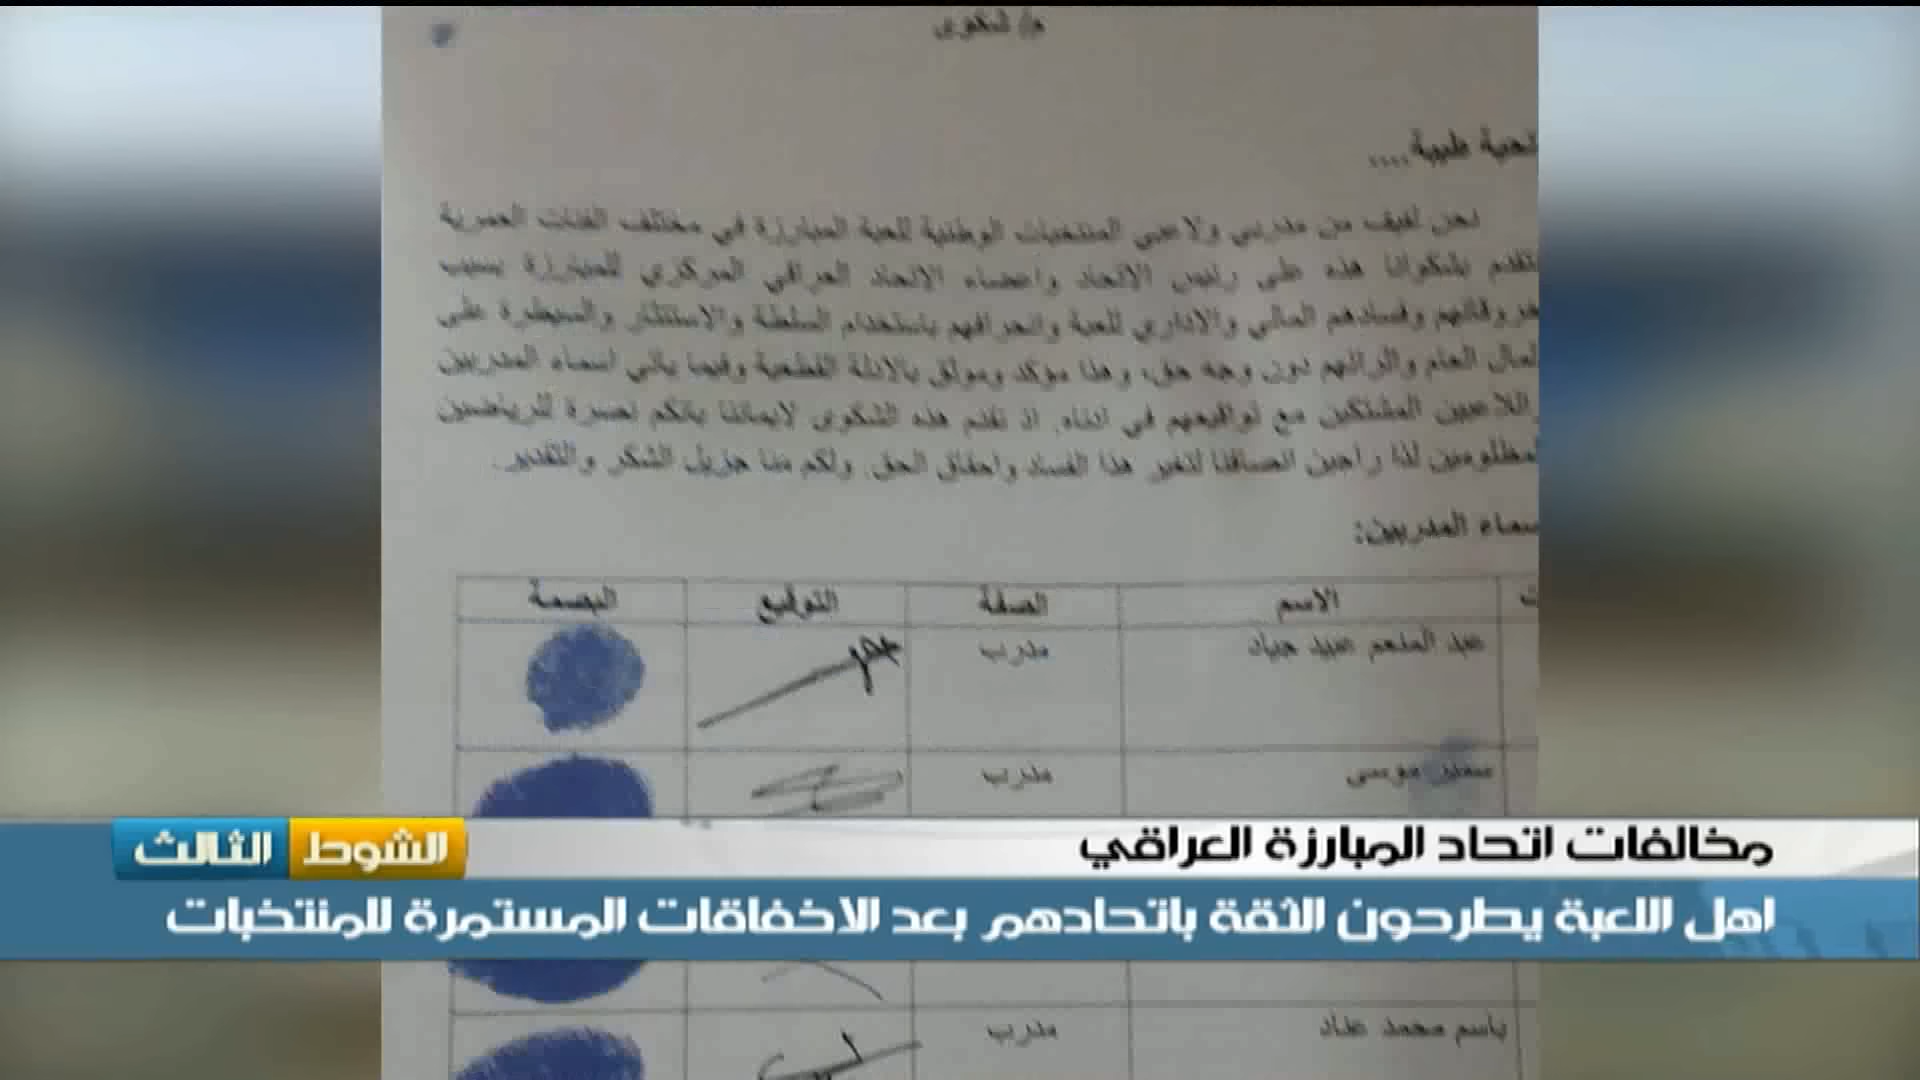 م/ شكوى
تحية طيبة....
نحن لفيف من مدربي ولاعبي المنتخبات الوطنية للعبة المبارزة في مختلف الفئات العمرية
نتقدم بشكوانا هذه على رئيس الاتحاد واعضاء الاتحاد العراقي المركزي للمبارزة بسبب
خروقاتهم وفسادهم المالي والاداري للعبة وانحرافهم باستخدام السلطة والاستئثار والسيطرة على
المال العام واثرائهم دون وجه حق، وهذا مؤكد وموثق بالادلة القطعية وفيما يأتي اسماء المدربين
واللاعبين المشتكين مع تواقيعهم في ادناه. اذ نقدم هذه الشكوى لايماننا بانكم نصرة للرياضيين
المظلومين لذا راجين انصافنا لتغير هذا الفساد واحقاق الحق. ولكم منا جزيل الشكر والتقدير.
اسماء المدربين:
ت الاسم الصفة التوقيع البصمة
عبد المنعم عبيد جياد مدرب
سمير موسى مدرب
مخالفات اتحاد المبارزة العراقي
الشوط الثالث
اهل اللعبة يطرحون الثقة باتحادهم بعد الاخفاقات المستمرة للمنتخبات
باسم محمد عناد مدرب